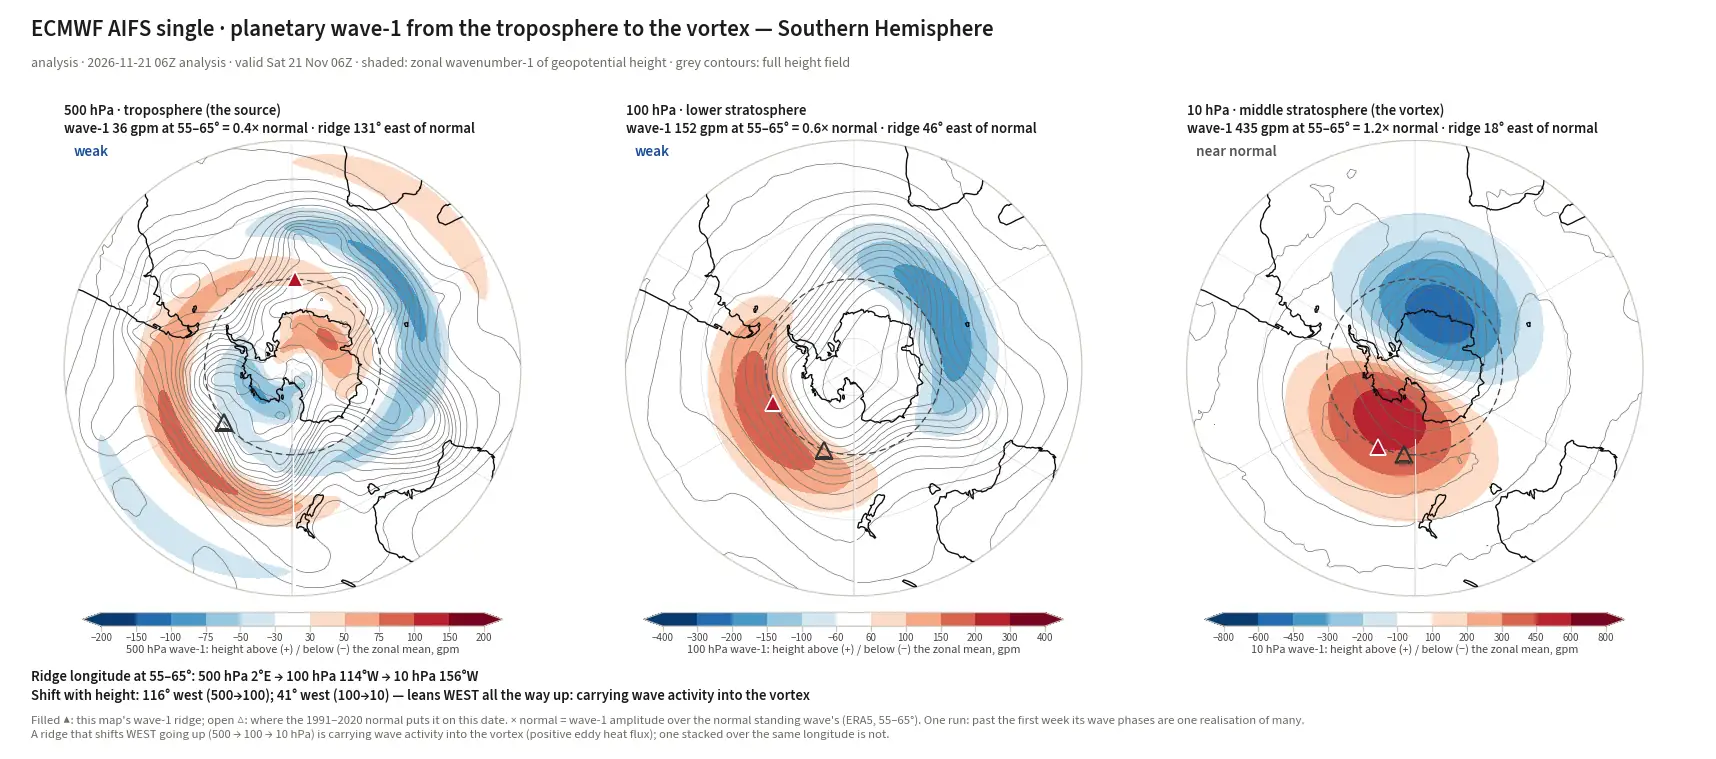 ECMWF AIFS single · planetary wave-1 from the troposphere to the vortex — Southern Hemisphere
analysis · 2026-11-21 06Z analysis · valid Sat 21 Nov 06Z · shaded: zonal wavenumber-1 of geopotential height · grey contours: full height field
500 hPa · troposphere (the source)
wave-1 36 gpm at 55–65° = 0.4× normal · ridge 131° east of normal
weak
100 hPa · lower stratosphere
wave-1 152 gpm at 55–65° = 0.6× normal · ridge 46° east of normal
weak
10 hPa · middle stratosphere (the vortex)
wave-1 435 gpm at 55–65° = 1.2× normal · ridge 18° east of normal
near normal
−200 −150 −100 −75 −50 −30 30 50 75 100 150 200
500 hPa wave-1: height above (+) / below (−) the zonal mean, gpm
−400 −300 −200 −150 −100 −60 60 100 150 200 300 400
100 hPa wave-1: height above (+) / below (−) the zonal mean, gpm
−800 −600 −450 −300 −200 −100 100 200 300 450 600 800
10 hPa wave-1: height above (+) / below (−) the zonal mean, gpm
Ridge longitude at 55–65°: 500 hPa 2°E → 100 hPa 114°W → 10 hPa 156°W
Shift with height: 116° west (500→100); 41° west (100→10) — leans WEST all the way up: carrying wave activity into the vortex
Filled ▲: this map's wave-1 ridge; open △: where the 1991–2020 normal puts it on this date. × normal = wave-1 amplitude over the normal standing wave's (ERA5, 55–65°). One run: past the first week its wave phases are one realisation of many.
A ridge that shifts WEST going up (500 → 100 → 10 hPa) is carrying wave activity into the vortex (positive eddy heat flux); one stacked over the same longitude is not.